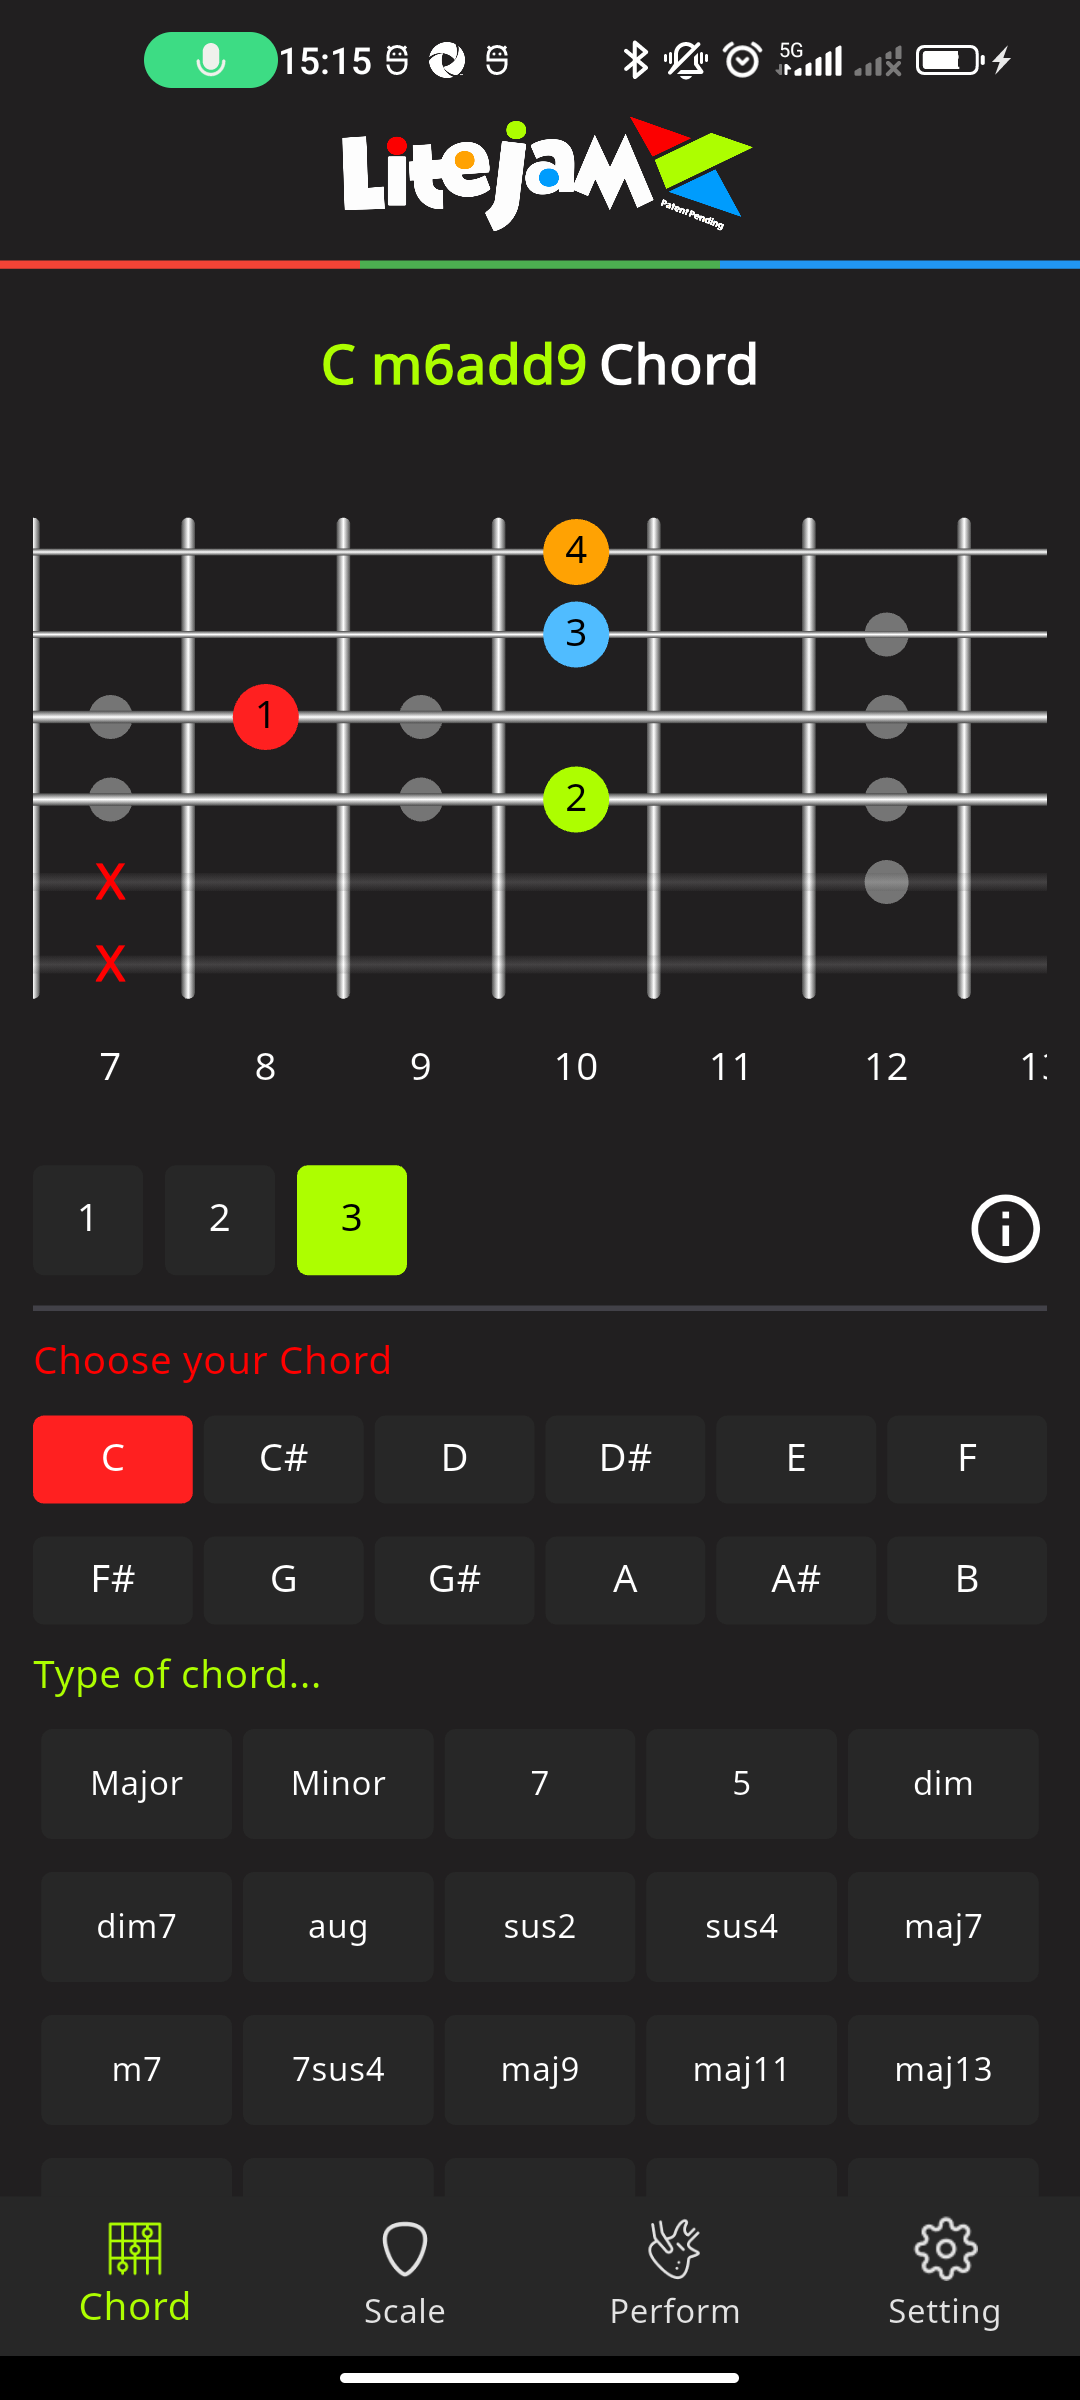 15:15 5G
Litejam
Patent Pending
C m6add9 Chord
4
3
1
2
X
X
7 8 9 10 11 12
1 2 3
Choose your Chord
C C# D D# E F
F# G G# A A# B
Type of chord...
Major Minor 7 5 dim
dim7 aug sus2 sus4 maj7
m7 7sus4 maj9 maj11 maj13
Chord Scale Perform Setting